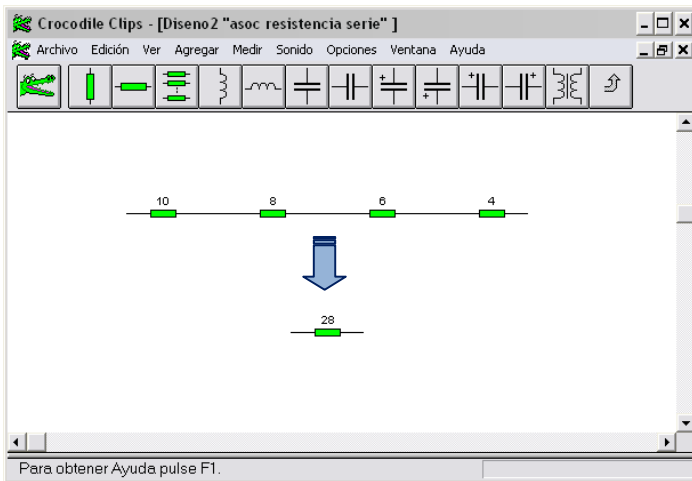 Crocodile Clips - [Diseno2 "asoc resistencia serie" ]
Archivo Edición Ver Agregar Medir Sonido Opciones Ventana Ayuda
10 8 6 4
28
Para obtener Ayuda pulse F1.